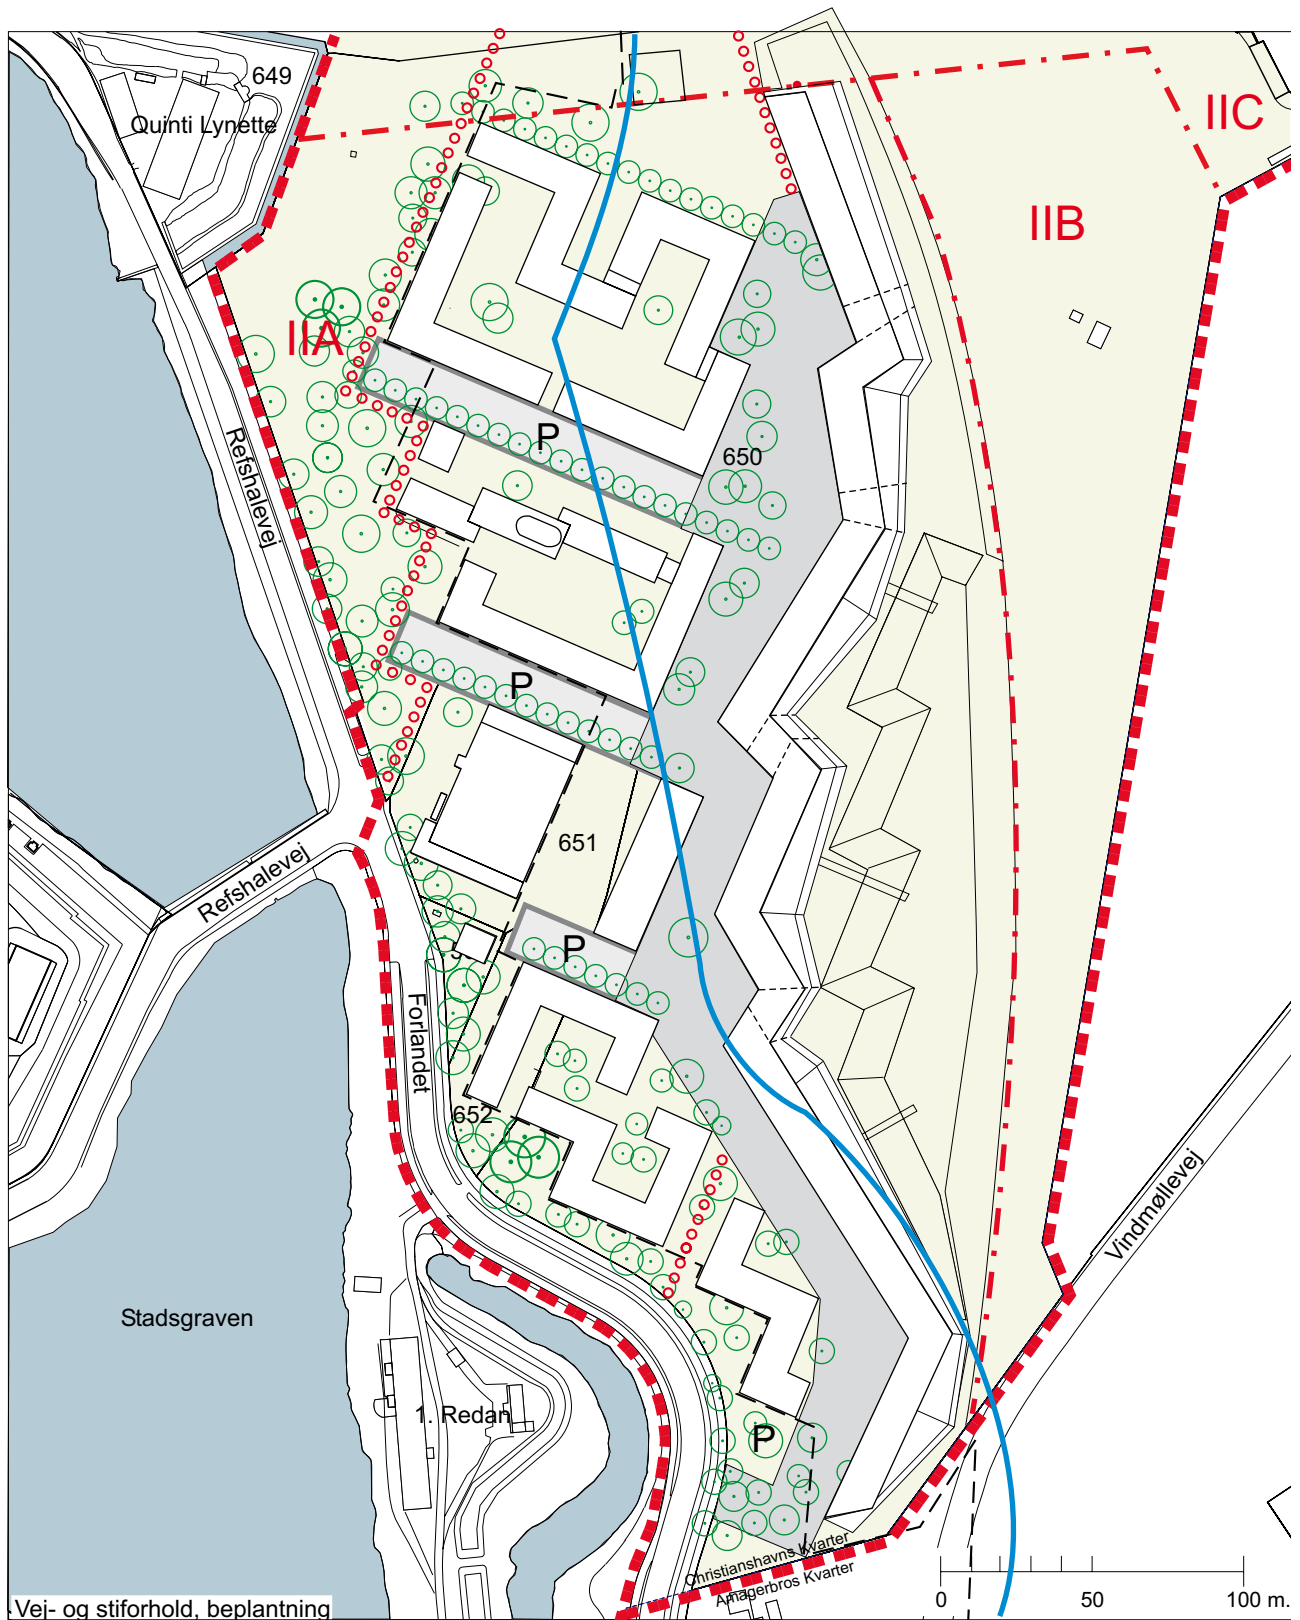 649
Quinti Lynette
IIC
IIB
IIA
P
650
Refshalevej
P
651
Refshalevej
P
Forlandet
652
Vindmøllevej
Stadsgraven
1. Redan
P
Christianshavns Kvarter
Amagerbros Kvarter
0 50 100 m.
Vej- og stiforhold, beplantning